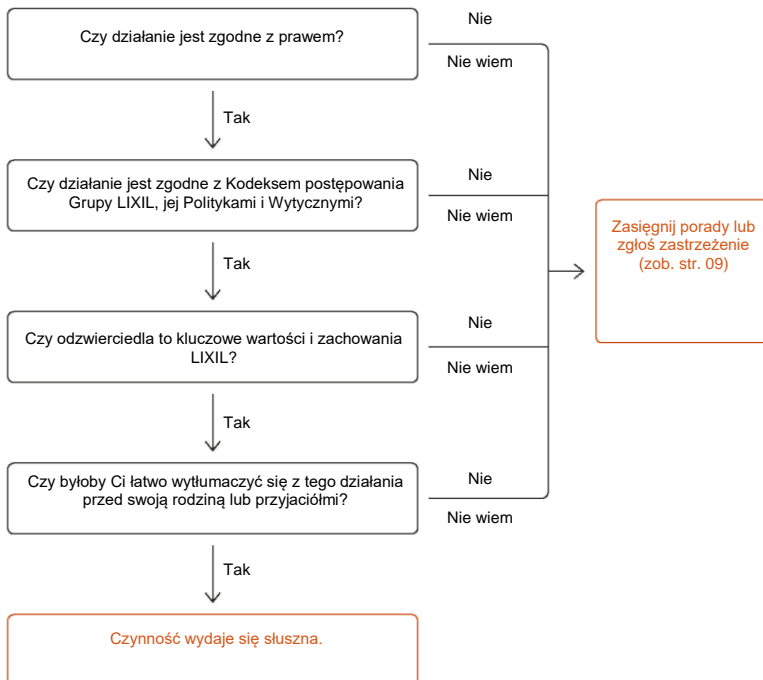 Czy działanie jest zgodne z prawem?
Nie
Nie wiem
Tak
Czy działanie jest zgodne z Kodeksem postępowania
Grupy LIXIL, jej Politykami i Wytycznymi?
Nie
Nie wiem
Zasięgnij porady lub
zgłoś zastrzeżenie
(zob. str. 09)
Tak
Czy odzwierciedla to kluczowe wartości i zachowania
LIXIL?
Nie
Nie wiem
Tak
Czy byłoby Ci łatwo wytłumaczyć się z tego działania
przed swoją rodziną lub przyjaciółmi?
Nie
Nie wiem
Tak
Czynność wydaje się słuszna.